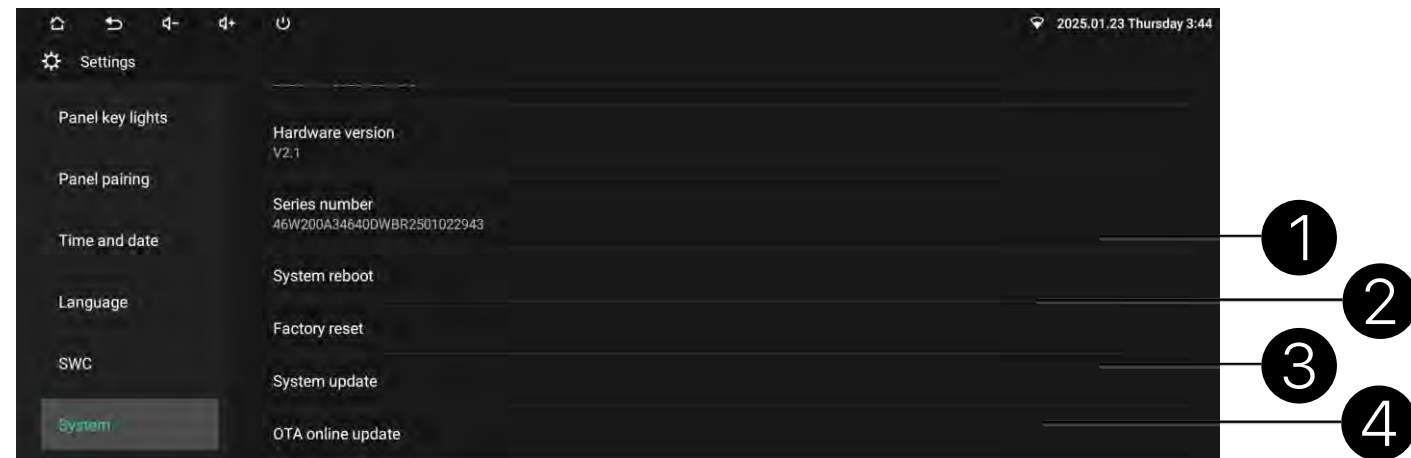 2025.01.23 Thursday 3:44
Settings
Panel key lights
Panel pairing
Time and date
Language
SWC
System
Hardware version
V2.1
Series number
46W200A34640DWBR2501022943
System reboot
Factory reset
System update
OTA online update
1
2
3
4